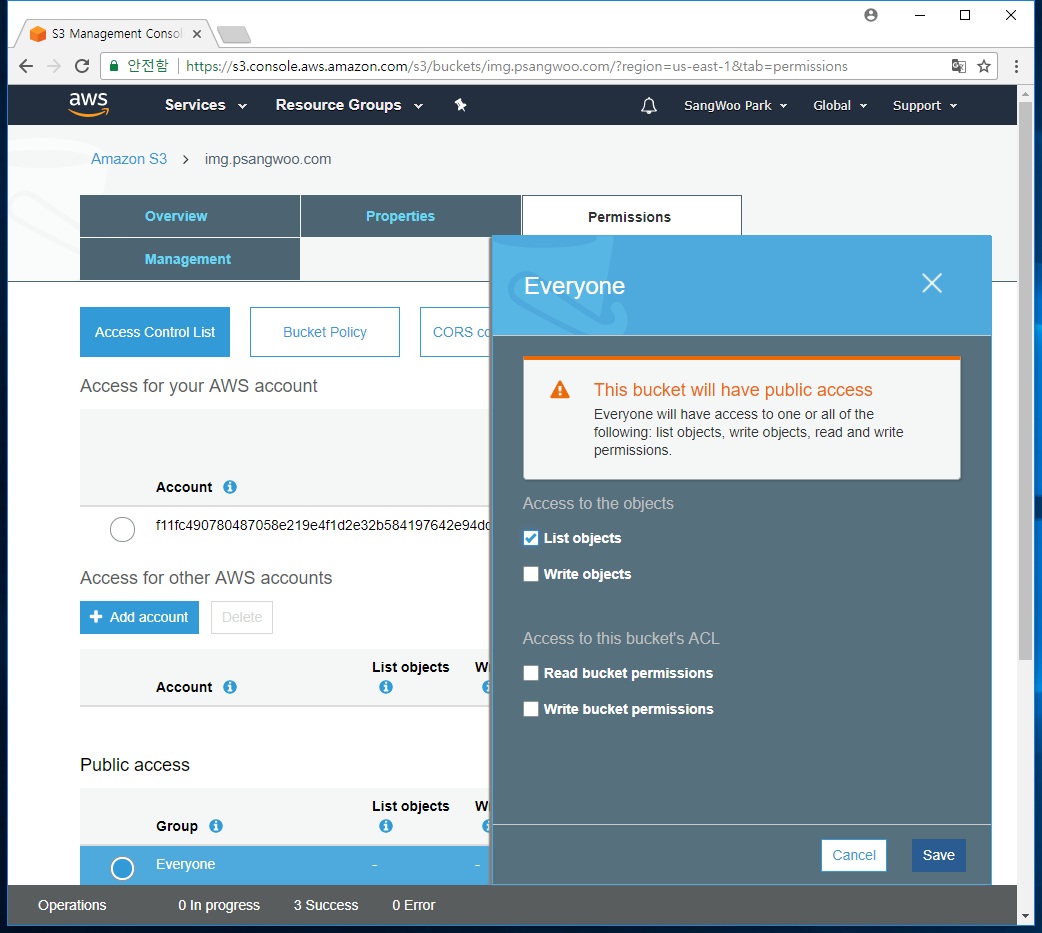 S3 Management Consol
안전함 https://s3.console.aws.amazon.com/s3/buckets/img.psangwoo.com/?region=us-east-1&tab=permissions
aws Services Resource Groups SangWoo Park Global Support
Amazon S3 > img.psangwoo.com
Overview Properties Permissions
Management
Everyone
This bucket will have public access
Everyone will have access to one or all of the
following: list objects, write objects, read and write
permissions.
Access to the objects
List objects
Write objects
Access to this bucket's ACL
Read bucket permissions
Write bucket permissions
Cancel Save
Access Control List Bucket Policy CORS co
Access for your AWS account
Account
f11fc490780487058e219e4f1d2e32b584197642e94dc
Access for other AWS accounts
+ Add account Delete
List objects W
Account
Public access
List objects W
Group
Everyone - -
Operations 0 In progress 3 Success 0 Error